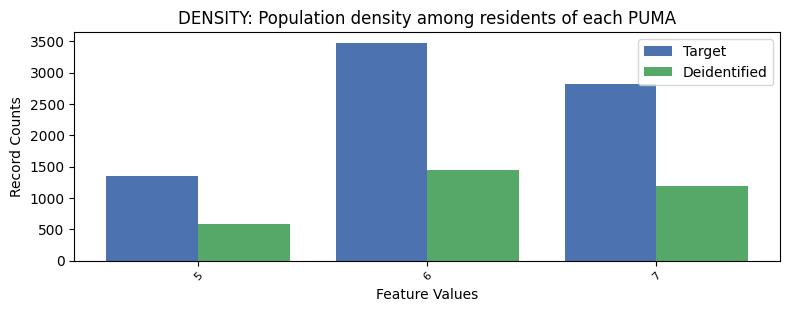 DENSITY: Population density among residents of each PUMA
3500
3000
2500
2000
1500
1000
500
0
Record Counts
Target
Deidentified
5
6
7
Feature Values